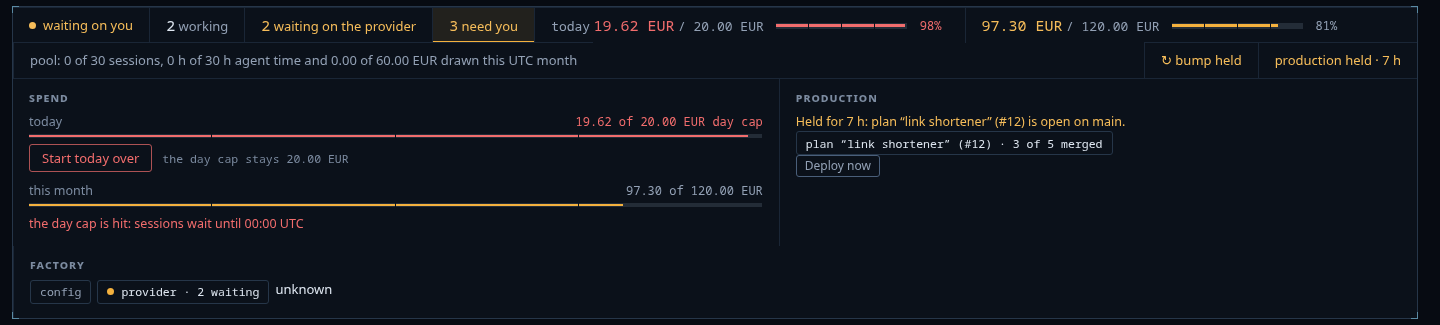 waiting on you 2 working 2 waiting on the provider 3 need you today 19.62 EUR / 20.00 EUR 98% 97.30 EUR / 120.00 EUR 81%
pool: 0 of 30 sessions, 0 h of 30 h agent time and 0.00 of 60.00 EUR drawn this UTC month ↻ bump held production held · 7 h
SPEND
today 19.62 of 20.00 EUR day cap
Start today over the day cap stays 20.00 EUR
this month 97.30 of 120.00 EUR
the day cap is hit: sessions wait until 00:00 UTC
PRODUCTION
Held for 7 h: plan “link shortener” (#12) is open on main.
plan “link shortener” (#12) · 3 of 5 merged
Deploy now
FACTORY
config provider · 2 waiting unknown